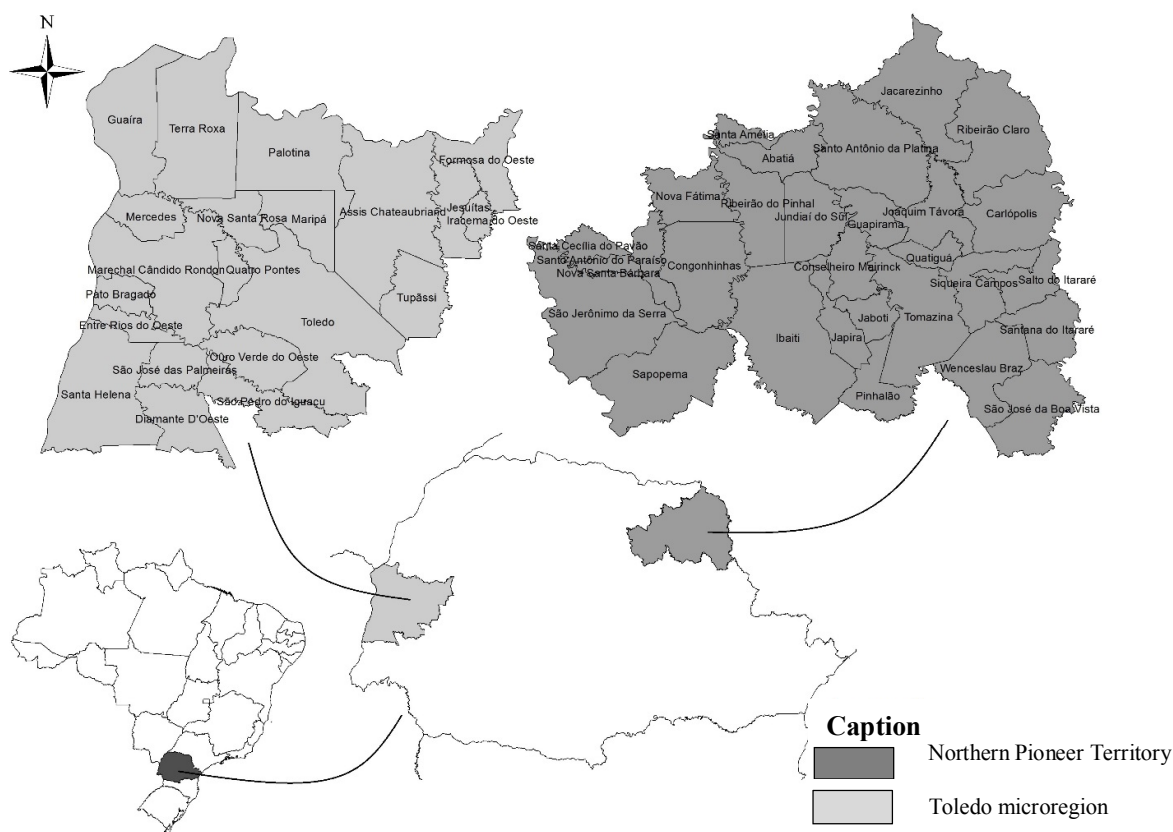 N
Guaíra
Terra Roxa
Palotina
Formosa do Oeste
Jesuítas
Iracema do Oeste
Assis Chateaubriand
Mercedes
Nova Santa Rosa
Maripá
Marechal Cândido Rondon
Quatro Pontes
Pato Bragado
Tupãssi
Entre Rios do Oeste
Toledo
Ouro Verde do Oeste
São José das Palmeiras
Santa Helena
São Pedro do Iguaçu
Diamante D'Oeste
Jacarezinho
Ribeirão Claro
Santa Amélia
Santo Antônio da Platina
Abatiá
Nova Fátima
Ribeirão do Pinhal
Jundiaí do Sul
Joaquim Távora
Carlópolis
Guapirama
Santa Cecília do Pavão
Santo Antônio do Paraíso
Nova Santa Bárbara
Congonhinhas
Conselheiro Mairinck
Quatiguá
Siqueira Campos
Salto do Itararé
São Jerônimo da Serra
Jaboti
Tomazina
Santana do Itararé
Ibaiti
Japira
Wenceslau Braz
Sapopema
Pinhalão
São José da Boa Vista
Caption
Northern Pioneer Territory
Toledo microregion